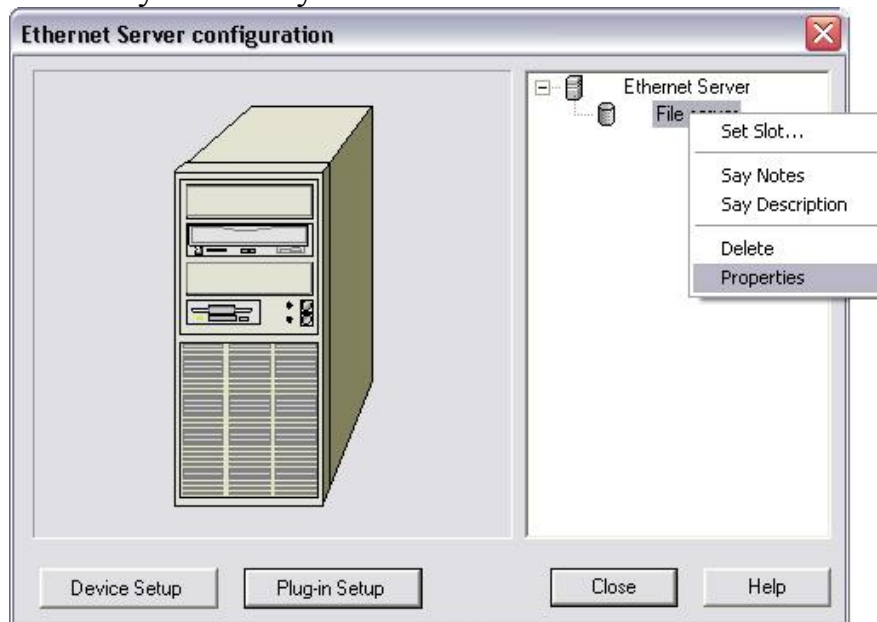 Ethernet Server configuration
Ethernet Server
File
Set Slot...
Say Notes
Say Description
Delete
Properties
Device Setup
Plug-in Setup
Close
Help